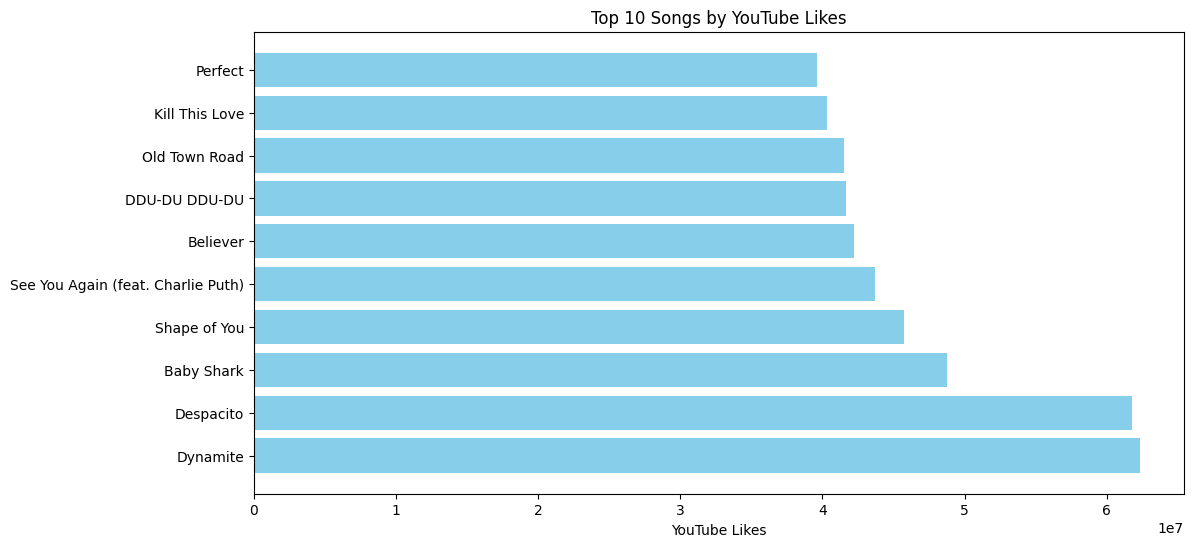 Top 10 Songs by YouTube Likes
Perfect
Kill This Love
Old Town Road
DDU-DU DDU-DU
Believer
See You Again (feat. Charlie Puth)
Shape of You
Baby Shark
Despacito
Dynamite
0 1 2 3 4 5 6
1e7
YouTube Likes